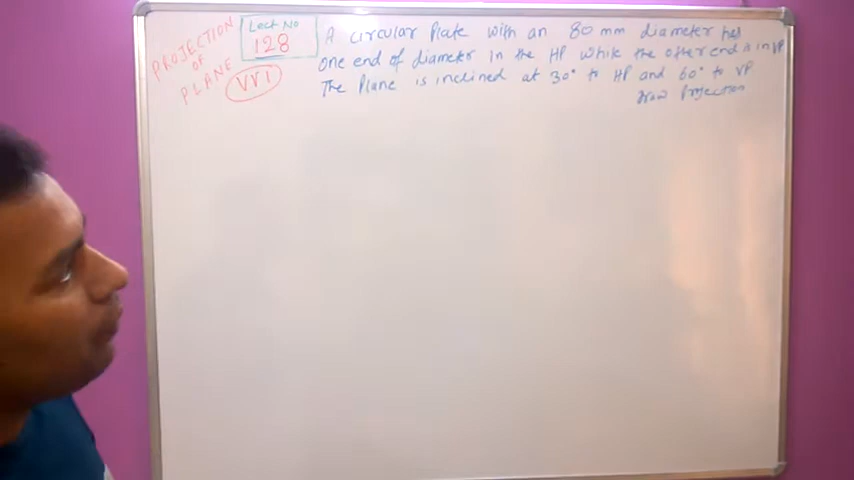 PROJECTION
OF
PLANE
VVI
Lect No
128
A circular Plate with an 80 mm diameter has
one end of diameter in the HP while the other end is in VP
The Plane is inclined at 30° to HP and 60° to VP
Draw Projection